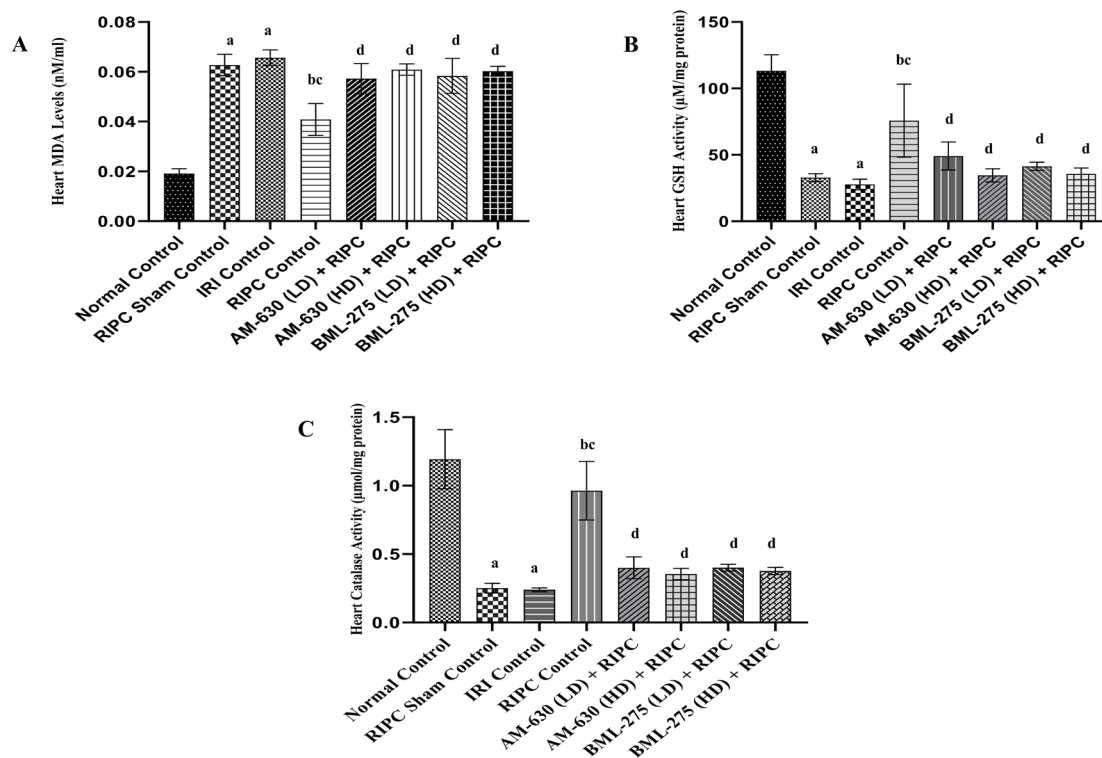 A
Heart MDA Levels (nM/ml)
0.08
0.06
0.04
0.02
0.00
a
a
bc
d
d
d
d
Normal Control
RIPC Sham Control
IRI Control
RIPC Control
AM-630 (LD) + RIPC
AM-630 (HD) + RIPC
BML-275 (LD) + RIPC
BML-275 (HD) + RIPC
B
Heart GSH Activity (µM/mg protein)
150
100
50
0
a
a
bc
d
d
d
d
Normal Control
RIPC Sham Control
IRI Control
RIPC Control
AM-630 (LD) + RIPC
AM-630 (HD) + RIPC
BML-275 (LD) + RIPC
BML-275 (HD) + RIPC
C
Heart Catalase Activity (µmol/mg protein)
1.5
1.0
0.5
0.0
a
a
bc
d
d
d
d
Normal Control
RIPC Sham Control
IRI Control
RIPC Control
AM-630 (LD) + RIPC
AM-630 (HD) + RIPC
BML-275 (LD) + RIPC
BML-275 (HD) + RIPC